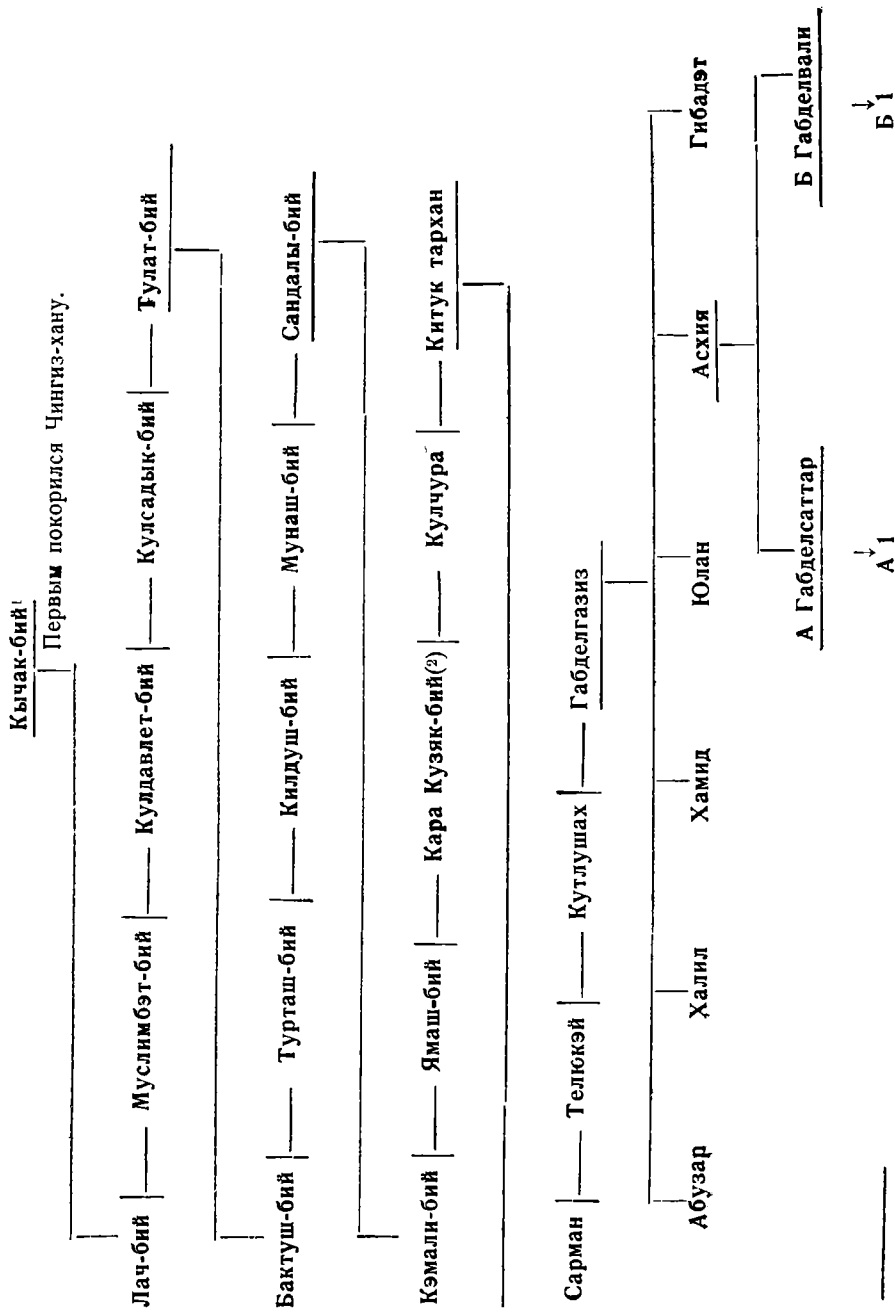 Кычак-бий¹
Первым покорился Чингиз-хану.
Лач-бий Муслимбэт-бий Кулдавлет-бий Кулсадык-бий Тулат-бий
Бактуш-бий Турташ-бий Килдуш-бий Мунаш-бий Сандалы-бий
Кэмали-бий Ямаш-бий Кара Кузяк-бий(²) Кулчура Китук тархан
Сарман Телюкэй Кутлушах Габделгазиз
Абузар Халил Хамид Юлан Асхия Гибадэт
А Габделсаттар Б Габделвали
↓ ↓
А 1 Б 1